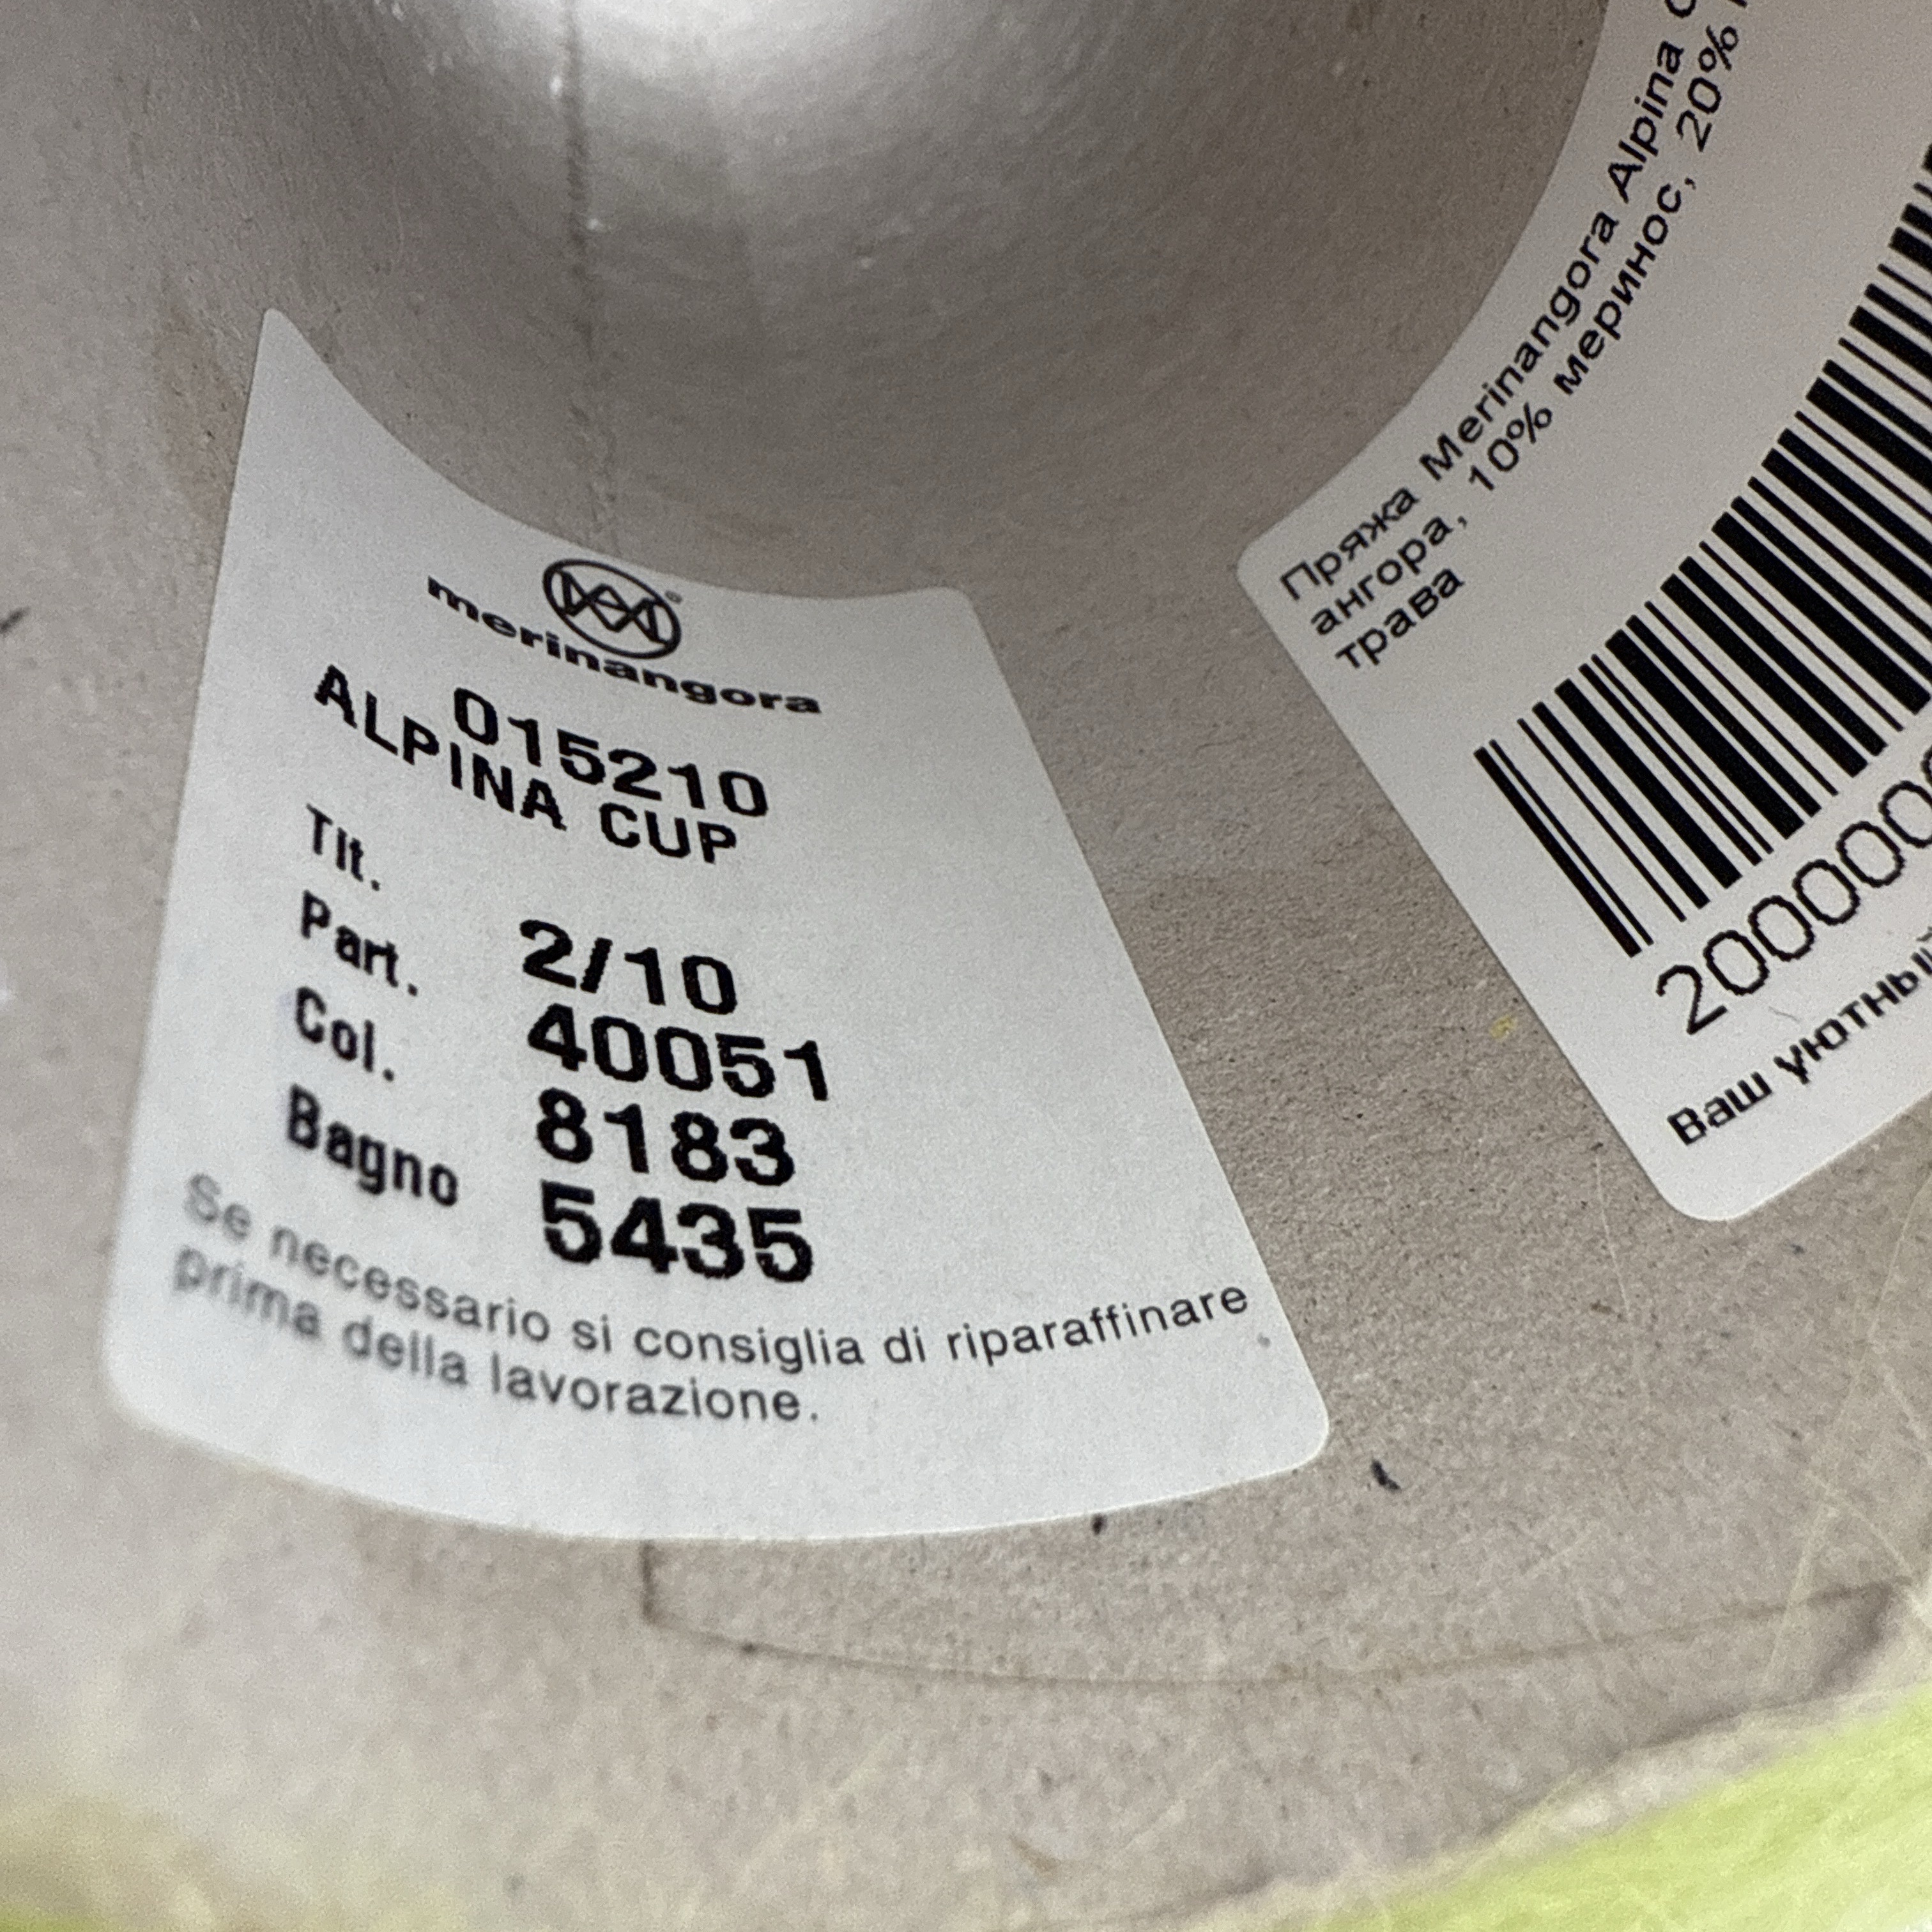 merinangora
015210
ALPINA CUP
Tit.
2/10
Part.
40051
Col.
8183
Bagno
5435
Se necessario si consiglia di riparaffinare
prima della lavorazione.
Пряжа Merinangora Alpina
ангора, 10% меринос, 20%
трава
Ваш уютный